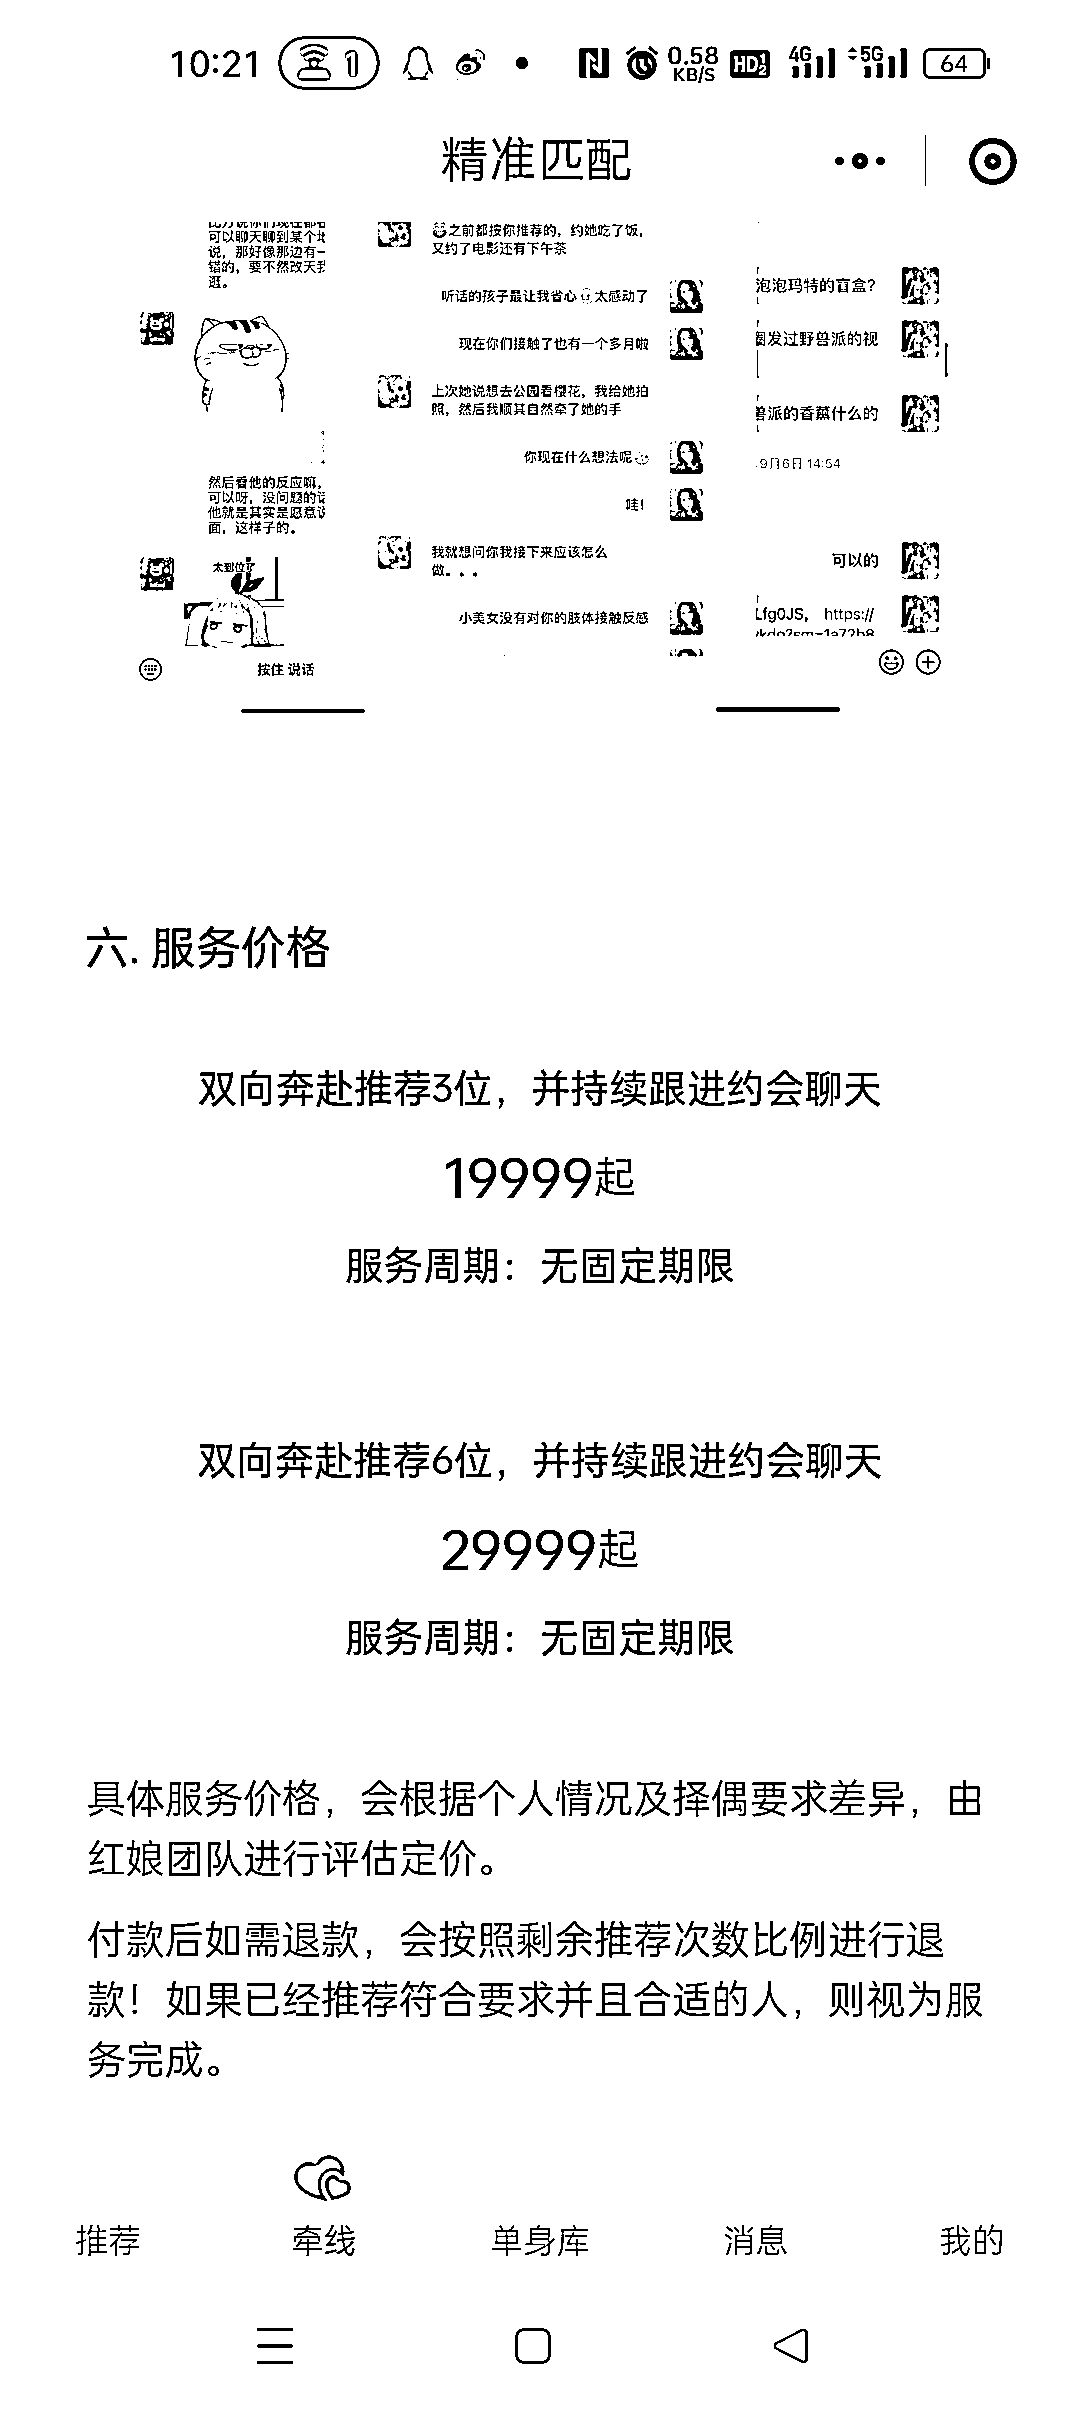 10:21
1
0.58
KB/S
HD
4G
5G
64
精准匹配
可以聊天聊到某个地
说，那好像那边有一
错的，要不然改天我
逛。
然后看他的反应嘛，
可以呀，没问题的话
他就是其实是愿意说
面，这样子的。
太到位了
按住 说话
之前都按你推荐的，约她吃了饭，
又约了电影还有下午茶
听话的孩子最让我省心太感动了
现在你们接触了也有一个多月啦
上次她说想去公园看樱花，我给她拍
照，然后我顺其自然牵了她的手
你现在什么想法呢
哇！
我就想问你我接下来应该怎么
做。。。
小美女没有对你的肢体接触反感
泡泡玛特的盲盒？
圈发过野兽派的视
兽派的香薰什么的
9月6日 14:54
可以的
Lfg0JS， https://
六. 服务价格
双向奔赴推荐3位，并持续跟进约会聊天
19999起
服务周期：无固定期限
双向奔赴推荐6位，并持续跟进约会聊天
29999起
服务周期：无固定期限
具体服务价格，会根据个人情况及择偶要求差异，由
红娘团队进行评估定价。
付款后如需退款，会按照剩余推荐次数比例进行退
款！如果已经推荐符合要求并且合适的人，则视为服
务完成。
推荐
牵线
单身库
消息
我的